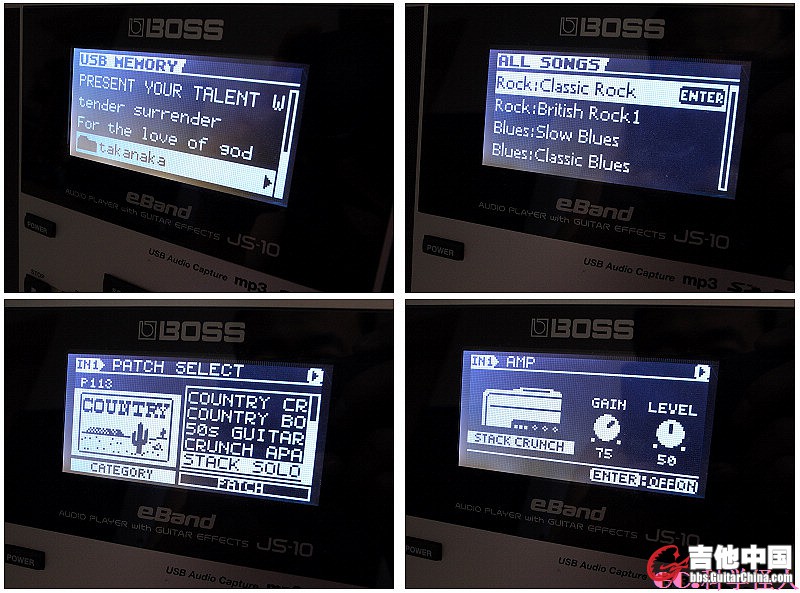 BOSS
USB MEMORY
PRESENT YOUR TALENT W
tender surrender
For the love of god
takanaka
eBand
AUDIO PLAYER with GUITAR EFFECTS JS-10
POWER
USB Audio Capture mp3
STOP
BOSS
ALL SONGS
Rock:Classic Rock ENTER
Rock:British Rock1
Blues:Slow Blues
Blues:Classic Blues
eBand
AUDIO PLAYER with GUITAR EFFECTS JS-10
POWER
USB Audio Capture mp3
BOSS
IN1 PATCH SELECT
P113
COUNTRY
CATEGORY
COUNTRY CR
COUNTRY BO
50s GUITAR
CRUNCH APA
STACK SOLO
PATCH
eBand
AUDIO PLAYER with GUITAR EFFECTS JS-10
POWER
USB Audio Capture mp3
BOSS
IN1 AMP
GAIN LEVEL
STACK CRUNCH
75 50
ENTER:OFF/ON
eBand
AUDIO PLAYER with GUITAR EFFECTS JS-10
POWER
USB Audio
吉他中国
bbs.GuitarChina.com